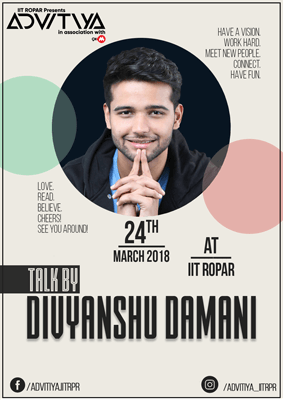 IIT ROPAR Presents
ADVITIYA
in association with
HAVE A VISION.
WORK HARD.
MEET NEW PEOPLE.
CONNECT.
HAVE FUN.
LOVE.
READ.
BELIEVE.
CHEERS!
SEE YOU AROUND!
24TH
MARCH 2018
AT
IIT ROPAR
TALK BY
DIVYANSHU DAMANI
/ADVITIYAIITRPR
/ADVITIYA_IITRPR